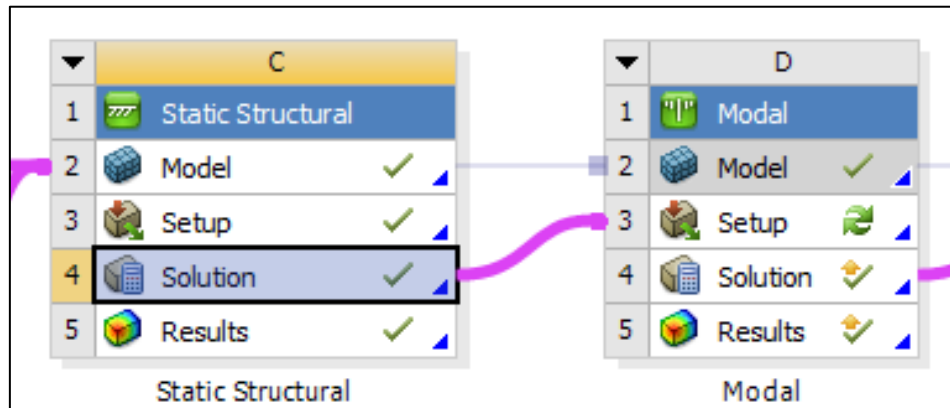 C
1 Static Structural
2 Model
3 Setup
4 Solution
5 Results
Static Structural
D
1 Modal
2 Model
3 Setup
4 Solution
5 Results
Modal